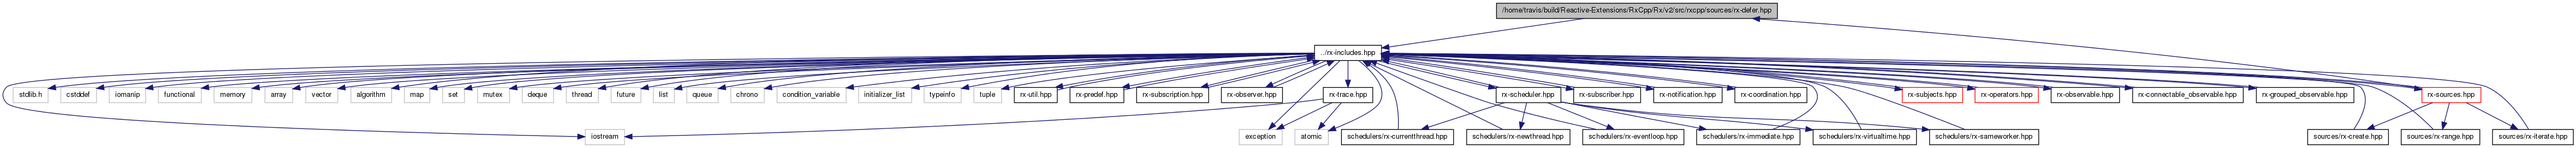 /home/travis/build/Reactive-Extensions/RxCpp/Rx/v2/src/rxcpp/sources/rx-defer.hpp
../rx-includes.hpp
stdlib.h
cstddef
iomanip
functional
memory
array
vector
algorithm
map
set
mutex
deque
thread
future
list
queue
chrono
condition_variable
initializer_list
typeinfo
tuple
rx-util.hpp
rx-predef.hpp
rx-subscription.hpp
rx-observer.hpp
rx-trace.hpp
rx-scheduler.hpp
rx-subscriber.hpp
rx-notification.hpp
rx-coordination.hpp
rx-subjects.hpp
rx-operators.hpp
rx-observable.hpp
rx-connectable_observable.hpp
rx-grouped_observable.hpp
rx-sources.hpp
iostream
exception
atomic
schedulers/rx-currentthread.hpp
schedulers/rx-newthread.hpp
schedulers/rx-eventloop.hpp
schedulers/rx-immediate.hpp
schedulers/rx-virtualtime.hpp
schedulers/rx-sameworker.hpp
sources/rx-create.hpp
sources/rx-range.hpp
sources/rx-iterate.hpp